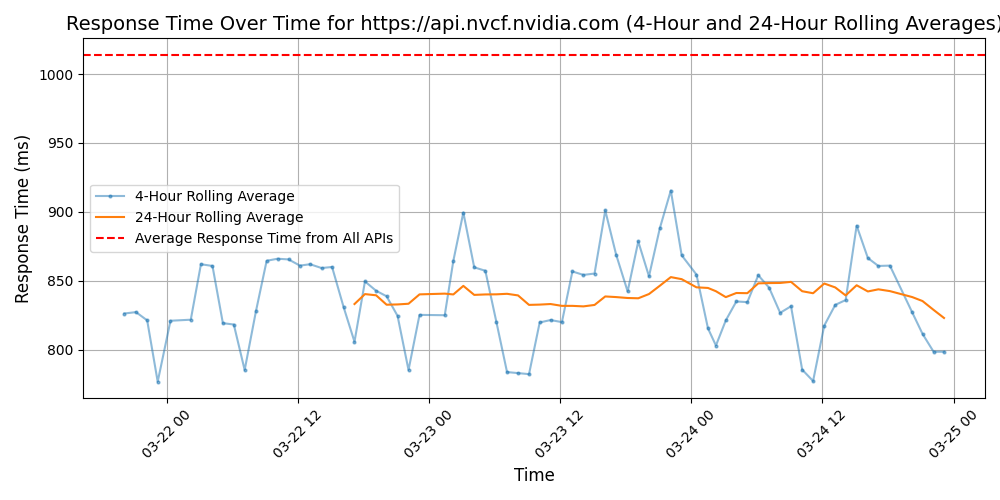 Response Time Over Time for https://api.nvcf.nvidia.com (4-Hour and 24-Hour Rolling Averages)
Response Time (ms)
1000
950
900
850
800
4-Hour Rolling Average
24-Hour Rolling Average
Average Response Time from All APIs
03-22 00
03-22 12
03-23 00
03-23 12
03-24 00
03-24 12
03-25 00
Time